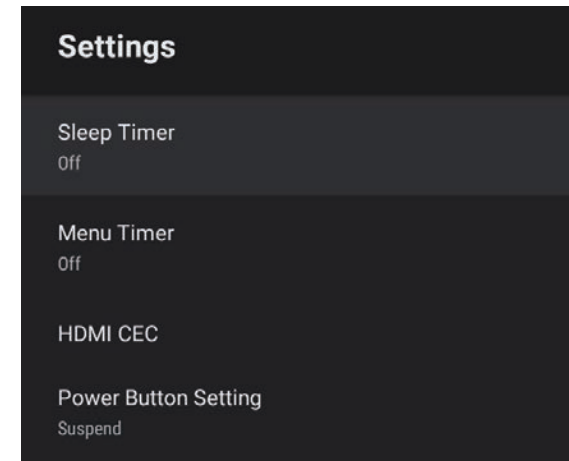 Settings
Sleep Timer
Off
Menu Timer
Off
HDMI CEC
Power Button Setting
Suspend